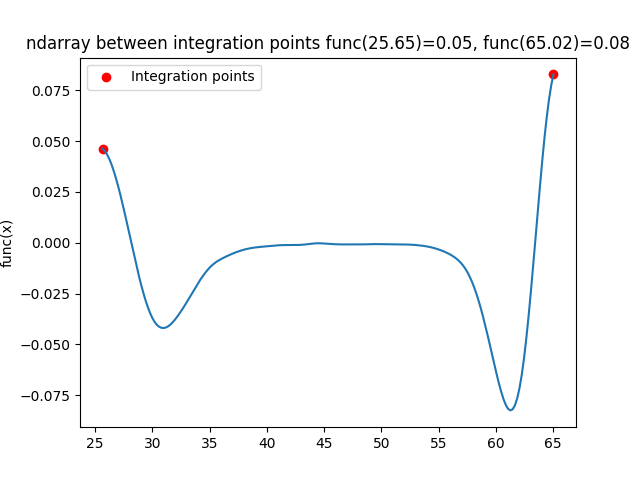 ndarray between integration points func(25.65)=0.05, func(65.02)=0.08
Integration points
func(x)
0.075
0.050
0.025
0.000
−0.025
−0.050
−0.075
25 30 35 40 45 50 55 60 65